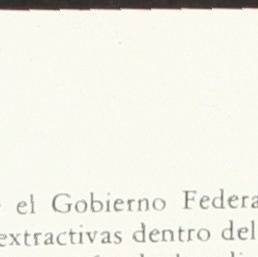 el Gobierno Federa
extractivas dentro del